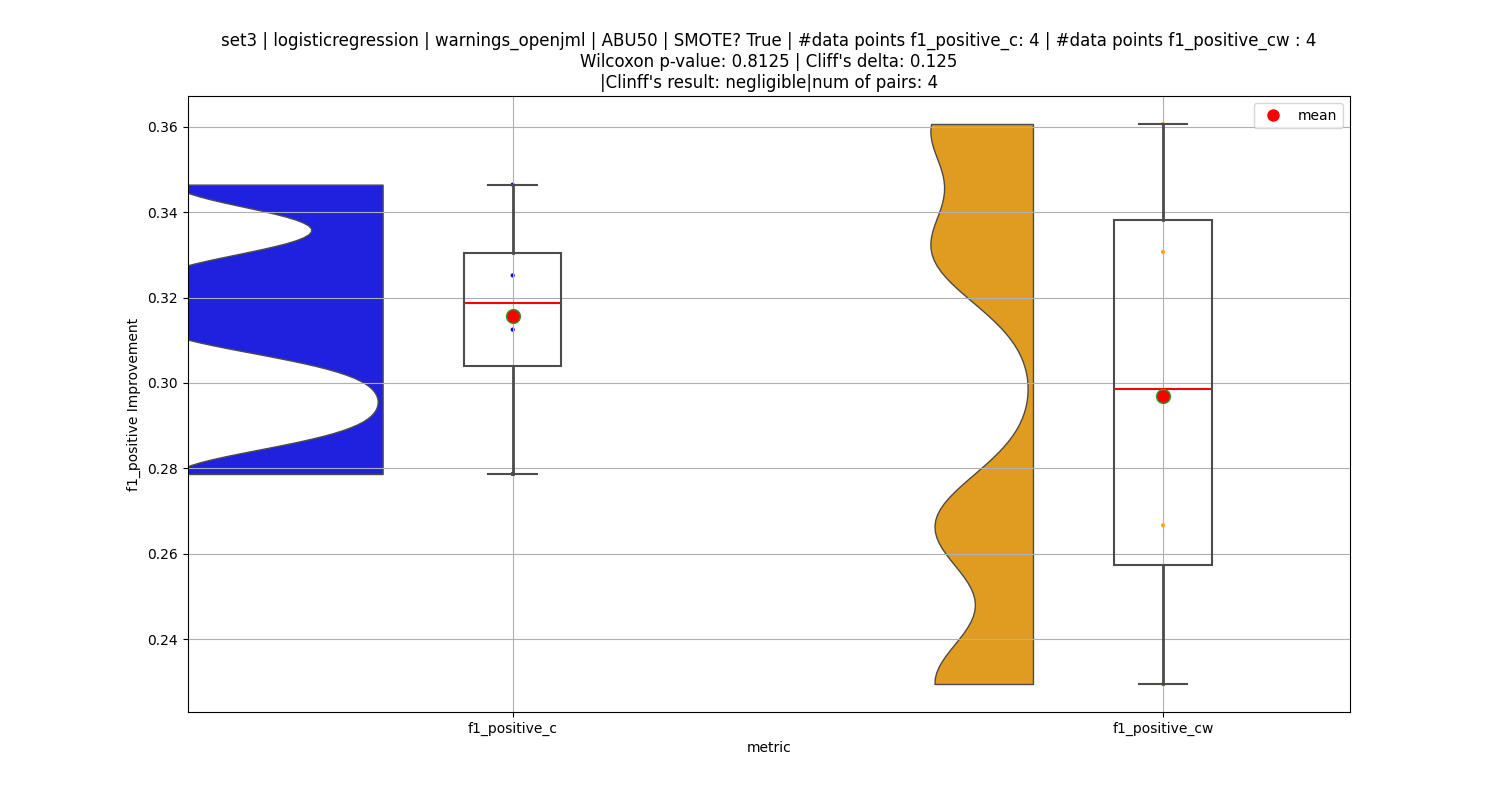 set3 | logisticregression | warnings_openjml | ABU50 | SMOTE? True | #data points f1_positive_c: 4 | #data points f1_positive_cw : 4
Wilcoxon p-value: 0.8125 | Cliff's delta: 0.125
|Clinff's result: negligible|num of pairs: 4
mean
0.36
0.34
0.32
0.30
0.28
0.26
0.24
f1_positive Improvement
f1_positive_c
f1_positive_cw
metric